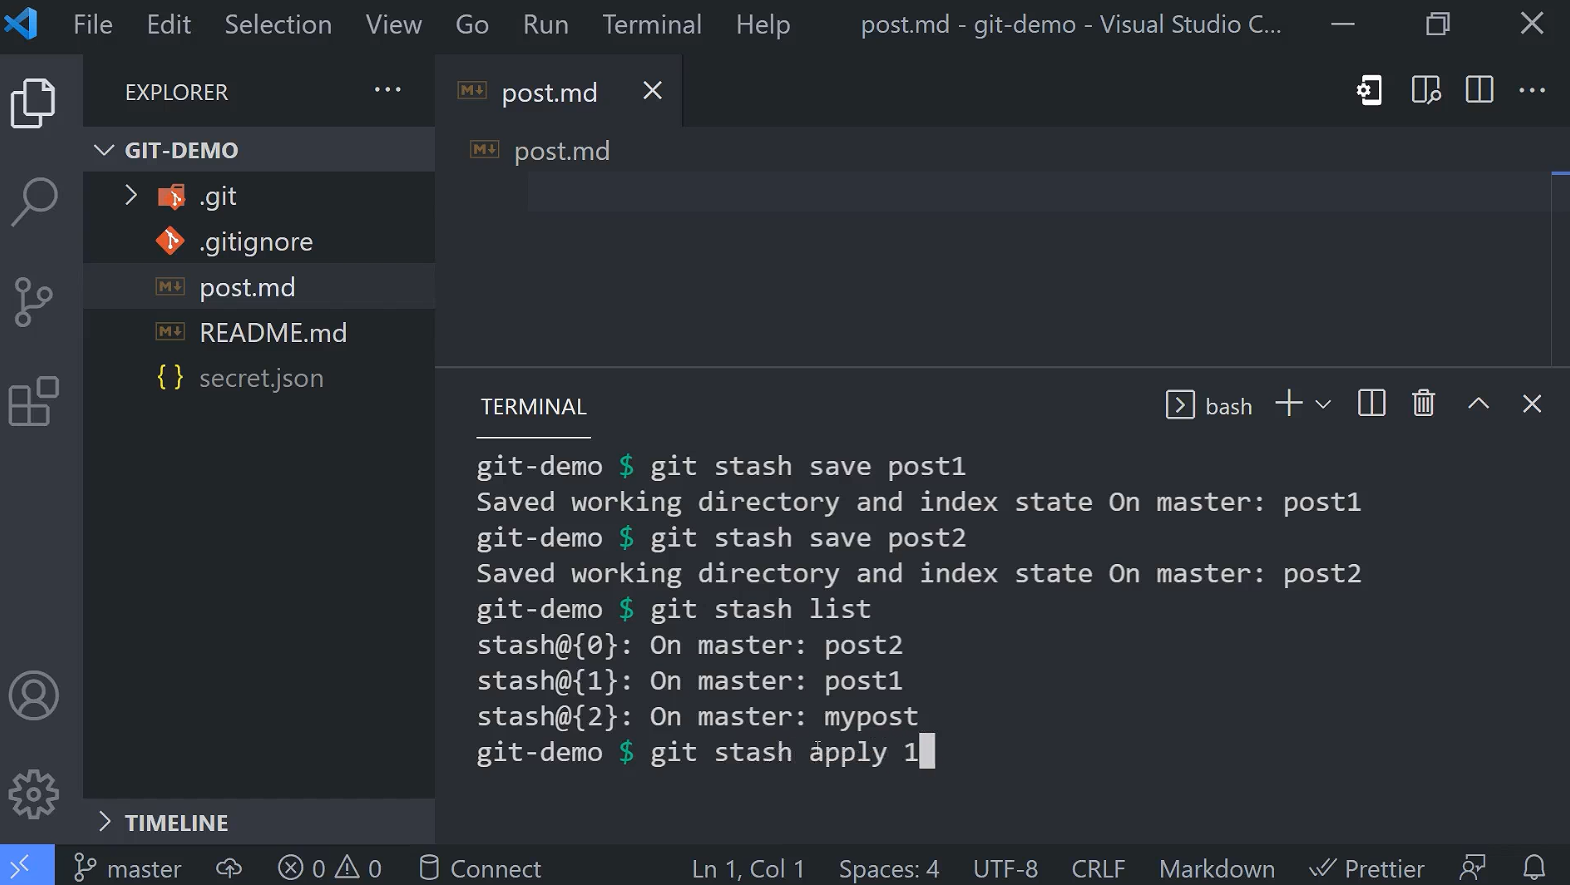 File Edit Selection View Go Run Terminal Help post.md - git-demo - Visual Studio C...
EXPLORER
GIT-DEMO
.git
.gitignore
post.md
README.md
{ } secret.json
TIMELINE
post.md
post.md
TERMINAL
bash
git-demo $ git stash save post1
Saved working directory and index state On master: post1
git-demo $ git stash save post2
Saved working directory and index state On master: post2
git-demo $ git stash list
stash@{0}: On master: post2
stash@{1}: On master: post1
stash@{2}: On master: mypost
git-demo $ git stash apply 1
master 0 0 Connect Ln 1, Col 1 Spaces: 4 UTF-8 CRLF Markdown Prettier